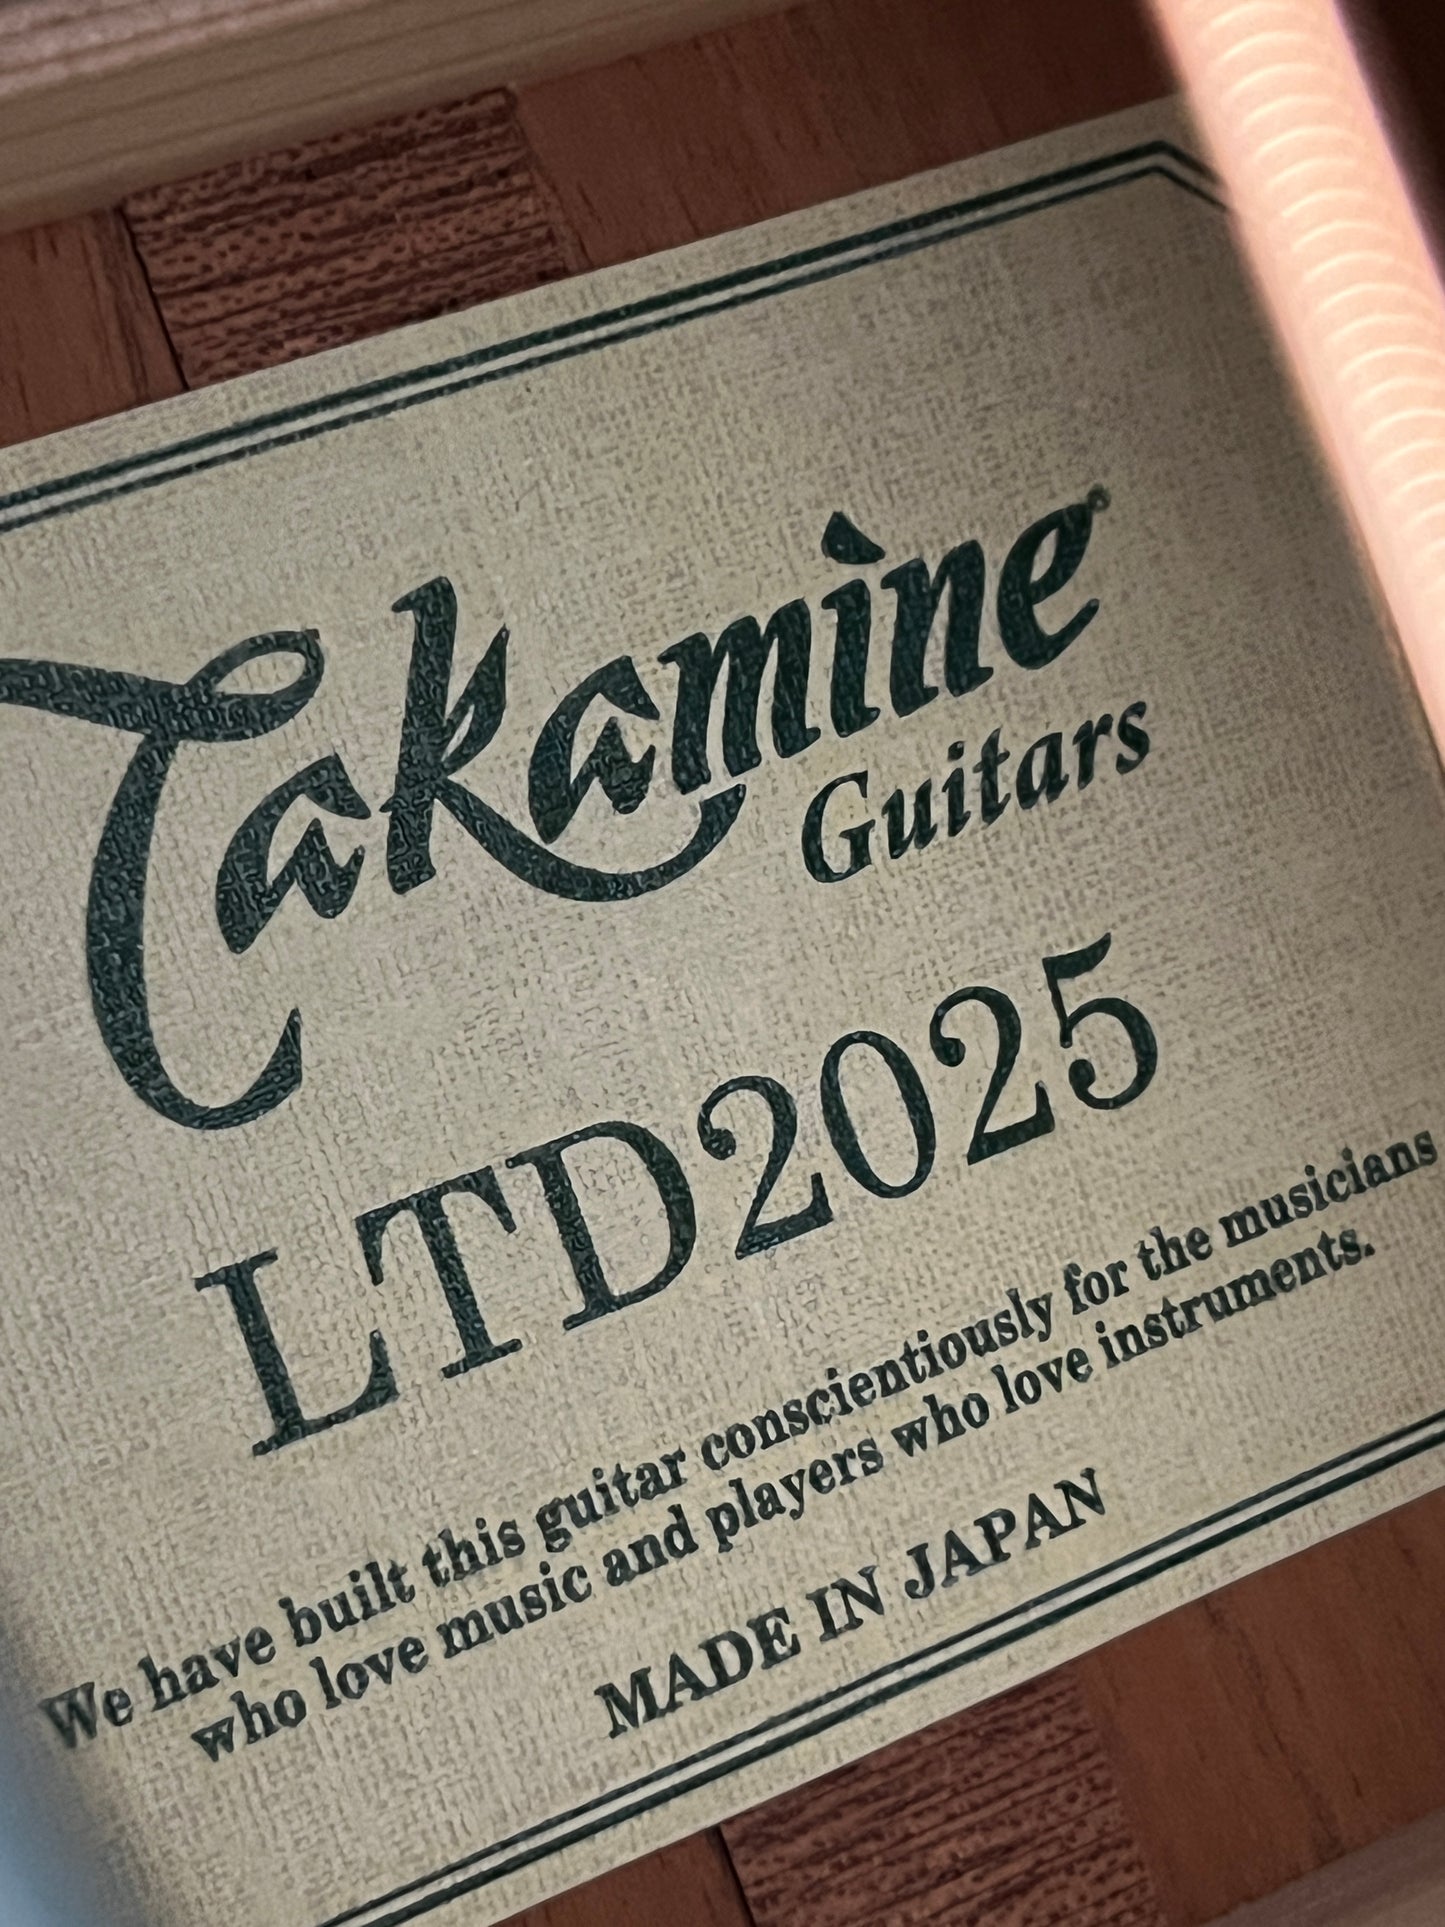 Takamine®
Guitars
LTD2025
We have built this guitar conscientiously for the musicians
who love music and players who love instruments.
MADE IN JAPAN